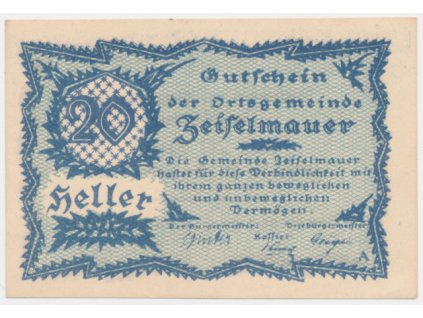 20
Heller
Gutschein
der Ortsgemeinde
Zeiselmauer
Die Gemeinde Zeiselmauer
haftet für diese Verbindlichkeit mit
ihrem ganzen beweglichen
und unbeweglichen
Vermögen.
Der Bürgermeister: Kassier Vizebürgermeister
A